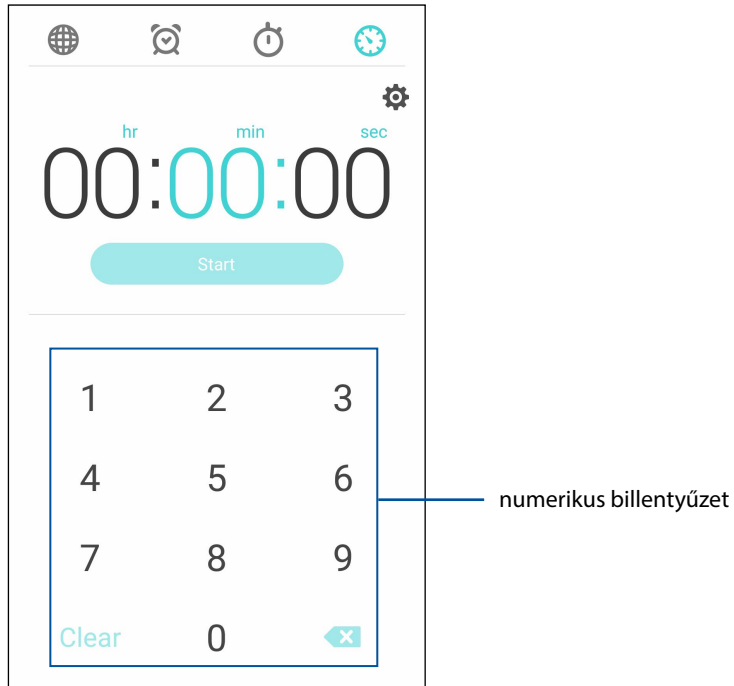 hr min sec
00:00:00
Start
1 2 3
4 5 6
numerikus billentyűzet
7 8 9
Clear 0